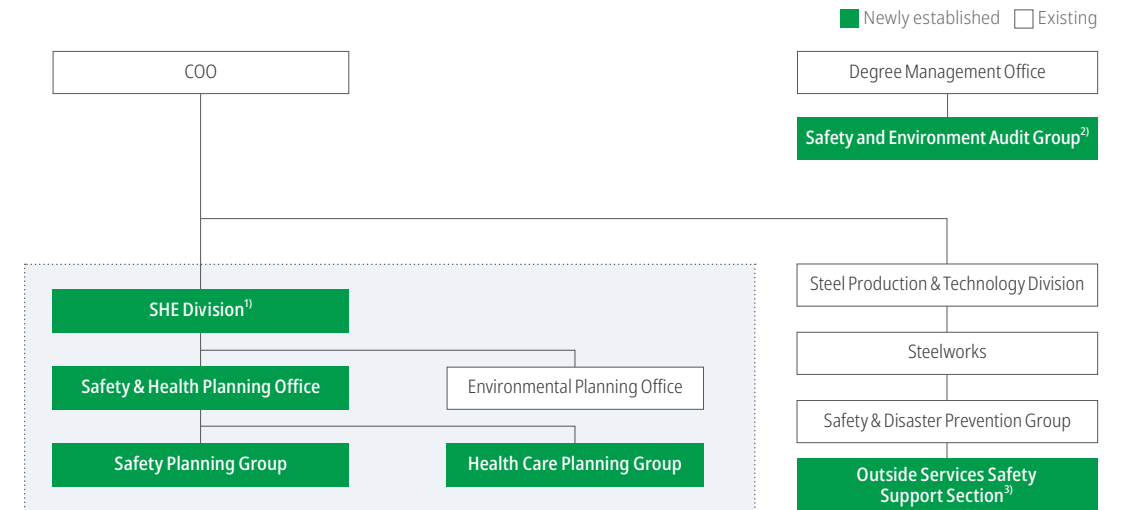 Newly established
Existing
COO
Degree Management Office
Safety and Environment Audit Group2)
Steel Production & Technology Division
SHE Division1)
Steelworks
Safety & Health Planning Office
Environmental Planning Office
Safety & Disaster Prevention Group
Safety Planning Group
Health Care Planning Group
Outside Services Safety
Support Section3)